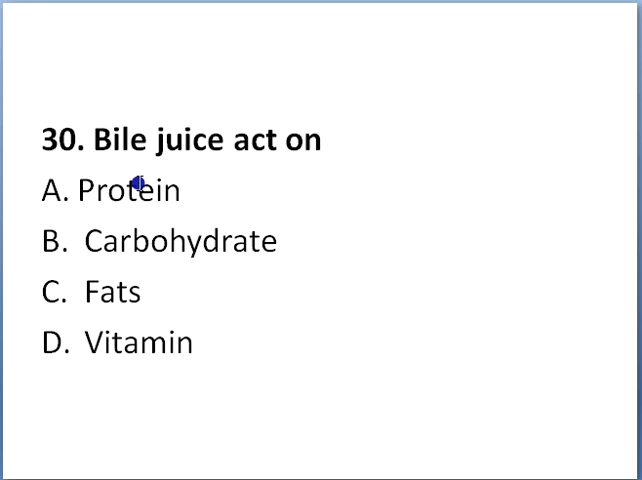 30. Bile juice act on
A. Protein
B. Carbohydrate
C. Fats
D. Vitamin